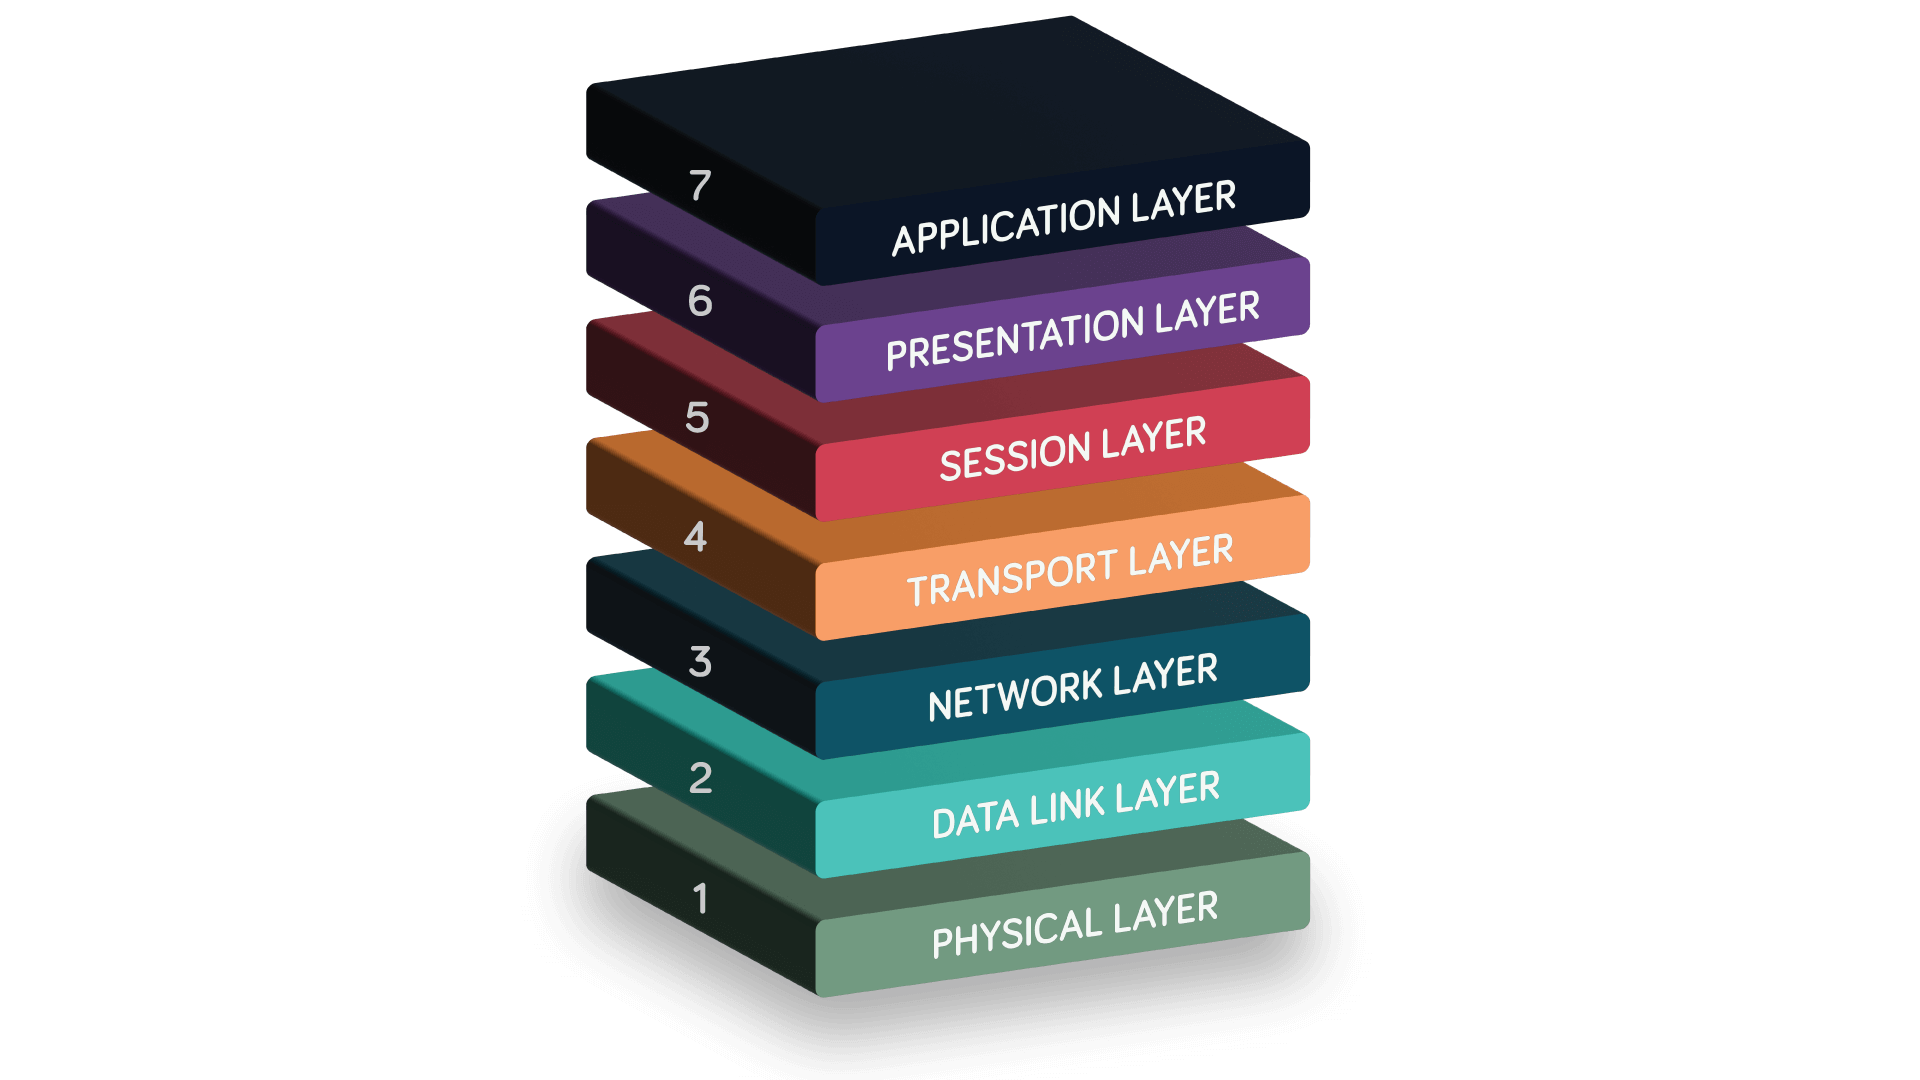 7
APPLICATION LAYER
6
PRESENTATION LAYER
5
SESSION LAYER
4
TRANSPORT LAYER
3
NETWORK LAYER
2
DATA LINK LAYER
1
PHYSICAL LAYER